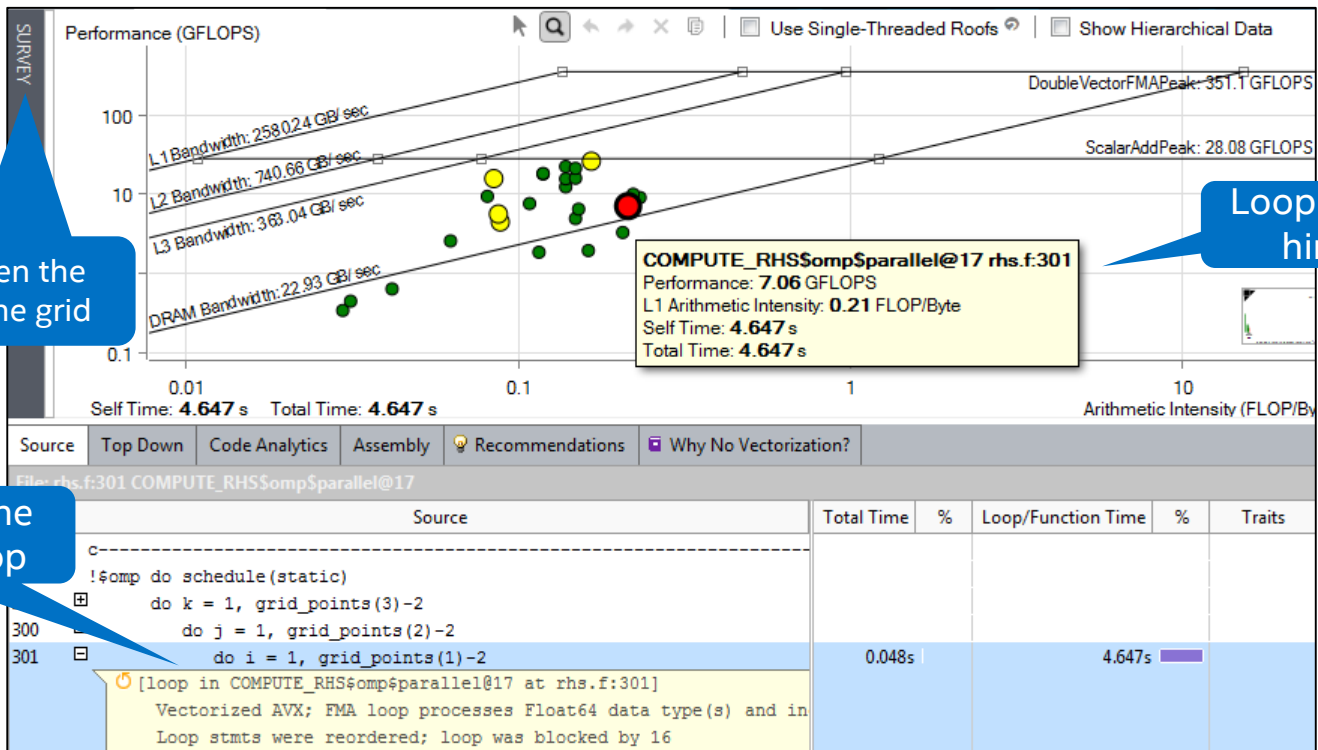 SURVEY
Performance (GFLOPS)
Use Single-Threaded Roofs
Show Hierarchical Data
DoubleVectorFMAPeak: 351.1 GFLOPS
100
L1 Bandwidth: 2580.24 GB/sec
ScalarAddPeak: 28.08 GFLOPS
L2 Bandwidth: 740.66 GB/sec
10
L3 Bandwidth: 363.04 GB/sec
Loop
hi
en the
ne grid
DRAM Bandwidth: 22.93 GB/sec
COMPUTE_RHS$omp$parallel@17 rhs.f:301
Performance: 7.06 GFLOPS
L1 Arithmetic Intensity: 0.21 FLOP/Byte
Self Time: 4.647 s
Total Time: 4.647 s
0.1
0.01 0.1 1 10
Self Time: 4.647 s Total Time: 4.647 s
Arithmetic Intensity (FLOP/By
Source Top Down Code Analytics Assembly Recommendations Why No Vectorization?
File: rhs.f:301 COMPUTE_RHS$omp$parallel@17
Source Total Time % Loop/Function Time % Traits
ne
op
c--------------------------------------------------------------------
!$omp do schedule(static)
do k = 1, grid_points(3)-2
300 do j = 1, grid_points(2)-2
301 do i = 1, grid_points(1)-2 0.048s 4.647s
[loop in COMPUTE_RHS$omp$parallel@17 at rhs.f:301]
Vectorized AVX; FMA loop processes Float64 data type(s) and in
Loop stmts were reordered; loop was blocked by 16